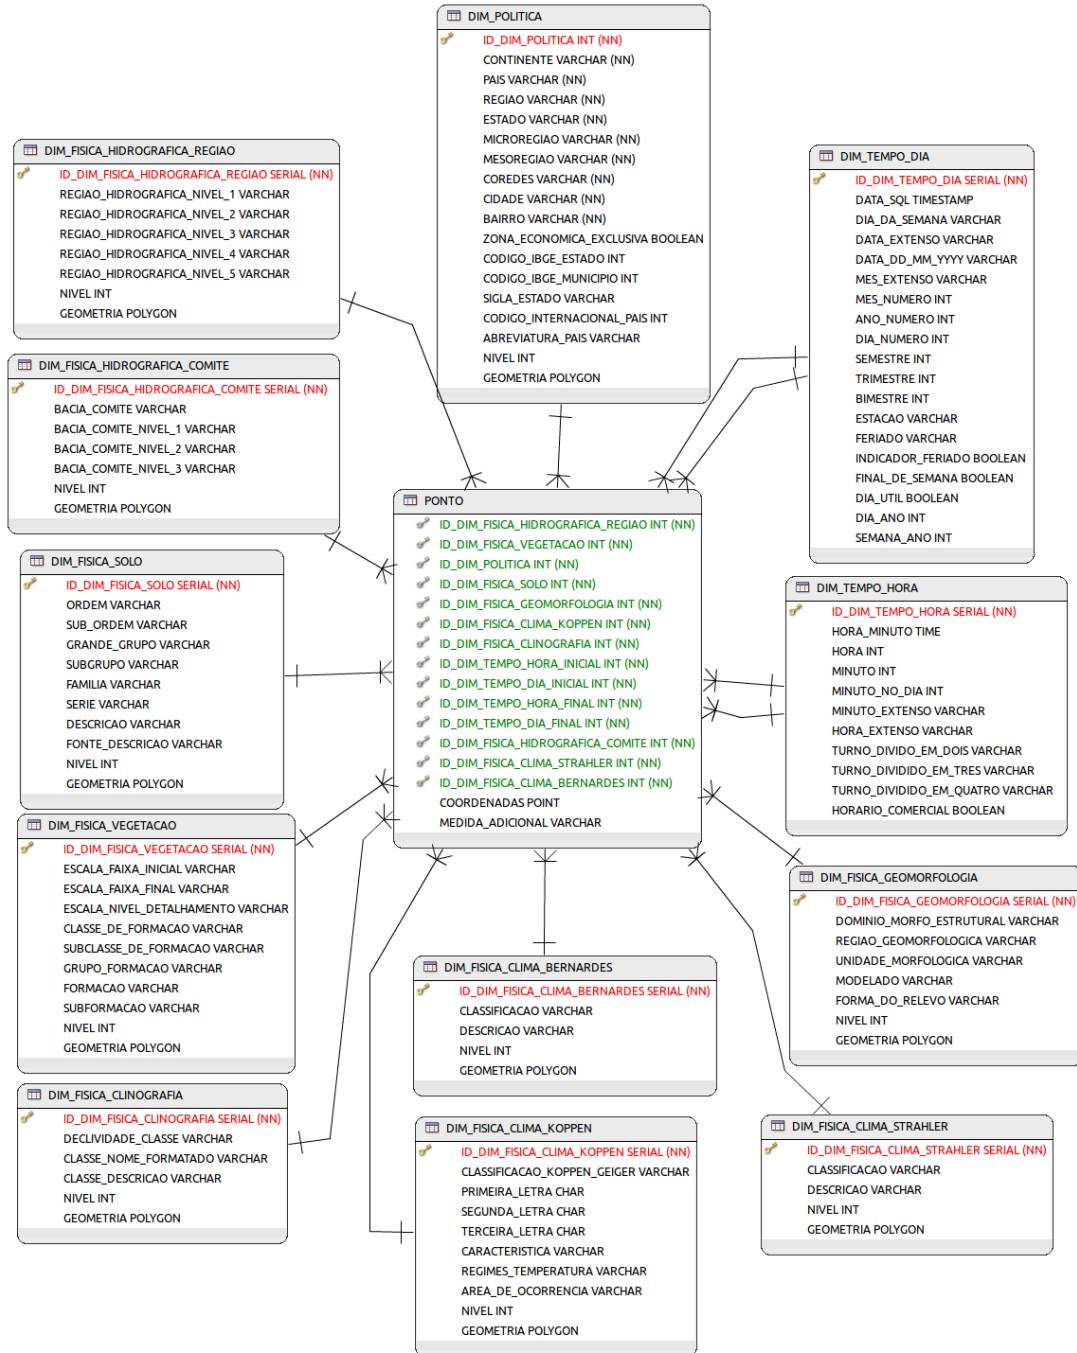 DIM_POLITICA
ID_DIM_POLITICA INT (NN)
CONTINENTE VARCHAR (NN)
PAIS VARCHAR (NN)
REGIAO VARCHAR (NN)
ESTADO VARCHAR (NN)
MICROREGIAO VARCHAR (NN)
MESOREGIAO VARCHAR (NN)
COREDES VARCHAR (NN)
CIDADE VARCHAR (NN)
BAIRRO VARCHAR (NN)
ZONA_ECONOMICA_EXCLUSIVA BOOLEAN
CODIGO_IBGE_ESTADO INT
CODIGO_IBGE_MUNICIPIO INT
SIGLA_ESTADO VARCHAR
CODIGO_INTERNACIONAL_PAIS INT
ABREVIATURA_PAIS VARCHAR
NIVEL INT
GEOMETRIA POLYGON
DIM_FISICA_HIDROGRAFICA_REGIAO
ID_DIM_FISICA_HIDROGRAFICA_REGIAO SERIAL (NN)
REGIAO_HIDROGRAFICA_NIVEL_1 VARCHAR
REGIAO_HIDROGRAFICA_NIVEL_2 VARCHAR
REGIAO_HIDROGRAFICA_NIVEL_3 VARCHAR
REGIAO_HIDROGRAFICA_NIVEL_4 VARCHAR
REGIAO_HIDROGRAFICA_NIVEL_5 VARCHAR
NIVEL INT
GEOMETRIA POLYGON
DIM_TEMPO_DIA
ID_DIM_TEMPO_DIA SERIAL (NN)
DATA_SQL TIMESTAMP
DIA_DA_SEMANA VARCHAR
DATA_EXTENSO VARCHAR
DATA_DD_MM_YYYY VARCHAR
MES_EXTENSO VARCHAR
MES_NUMERO INT
ANO_NUMERO INT
DIA_NUMERO INT
SEMESTRE INT
TRIMESTRE INT
BIMESTRE INT
ESTACAO VARCHAR
FERIADO VARCHAR
INDICADOR_FERIADO BOOLEAN
FINAL_DE_SEMANA BOOLEAN
DIA_UTIL BOOLEAN
DIA_ANO INT
SEMANA_ANO INT
DIM_FISICA_HIDROGRAFICA_COMITE
ID_DIM_FISICA_HIDROGRAFICA_COMITE SERIAL (NN)
BACIA_COMITE VARCHAR
BACIA_COMITE_NIVEL_1 VARCHAR
BACIA_COMITE_NIVEL_2 VARCHAR
BACIA_COMITE_NIVEL_3 VARCHAR
NIVEL INT
GEOMETRIA POLYGON
PONTO
ID_DIM_FISICA_HIDROGRAFICA_REGIAO INT (NN)
ID_DIM_FISICA_VEGETACAO INT (NN)
ID_DIM_POLITICA INT (NN)
ID_DIM_FISICA_SOLO INT (NN)
ID_DIM_FISICA_GEOMORFOLOGIA INT (NN)
ID_DIM_FISICA_CLIMA_KOPPEN INT (NN)
ID_DIM_FISICA_CLINOGRAFIA INT (NN)
ID_DIM_TEMPO_HORA_INICIAL INT (NN)
ID_DIM_TEMPO_DIA_INICIAL INT (NN)
ID_DIM_TEMPO_HORA_FINAL INT (NN)
ID_DIM_TEMPO_DIA_FINAL INT (NN)
ID_DIM_FISICA_HIDROGRAFICA_COMITE INT (NN)
ID_DIM_FISICA_CLIMA_STRAHLER INT (NN)
ID_DIM_FISICA_CLIMA_BERNARDES INT (NN)
COORDENADAS POINT
MEDIDA_ADICIONAL VARCHAR
DIM_FISICA_SOLO
ID_DIM_FISICA_SOLO SERIAL (NN)
ORDEM VARCHAR
SUB_ORDEM VARCHAR
GRANDE_GRUPO VARCHAR
SUBGRUPO VARCHAR
FAMILIA VARCHAR
SERIE VARCHAR
DESCRICAO VARCHAR
FONTE_DESCRICAO VARCHAR
NIVEL INT
GEOMETRIA POLYGON
DIM_TEMPO_HORA
ID_DIM_TEMPO_HORA SERIAL (NN)
HORA_MINUTO TIME
HORA INT
MINUTO INT
MINUTO_NO_DIA INT
MINUTO_EXTENSO VARCHAR
HORA_EXTENSO VARCHAR
TURNO_DIVIDO_EM_DOIS VARCHAR
TURNO_DIVIDIDO_EM_TRES VARCHAR
TURNO_DIVIDIDO_EM_QUATRO VARCHAR
HORARIO_COMERCIAL BOOLEAN
DIM_FISICA_VEGETACAO
ID_DIM_FISICA_VEGETACAO SERIAL (NN)
ESCALA_FAIXA_INICIAL VARCHAR
ESCALA_FAIXA_FINAL VARCHAR
ESCALA_NIVEL_DETALHAMENTO VARCHAR
CLASSE_DE_FORMACAO VARCHAR
SUBCLASSE_DE_FORMACAO VARCHAR
GRUPO_FORMACAO VARCHAR
FORMACAO VARCHAR
SUBFORMACAO VARCHAR
NIVEL INT
GEOMETRIA POLYGON
DIM_FISICA_GEOMORFOLOGIA
ID_DIM_FISICA_GEOMORFOLOGIA SERIAL (NN)
DOMINIO_MORFO_ESTRUTURAL VARCHAR
REGIAO_GEOMORFOLOGICA VARCHAR
UNIDADE_MORFOLOGICA VARCHAR
MODELADO VARCHAR
FORMA_DO_RELEVO VARCHAR
NIVEL INT
GEOMETRIA POLYGON
DIM_FISICA_CLIMA_BERNARDES
ID_DIM_FISICA_CLIMA_BERNARDES SERIAL (NN)
CLASSIFICACAO VARCHAR
DESCRICAO VARCHAR
NIVEL INT
GEOMETRIA POLYGON
DIM_FISICA_CLINOGRAFIA
ID_DIM_FISICA_CLINOGRAFIA SERIAL (NN)
DECLIVIDADE_CLASSE VARCHAR
CLASSE_NOME_FORMATADO VARCHAR
CLASSE_DESCRICAO VARCHAR
NIVEL INT
GEOMETRIA POLYGON
DIM_FISICA_CLIMA_KOPPEN
ID_DIM_FISICA_CLIMA_KOPPEN SERIAL (NN)
CLASSIFICACAO_KOPPEN_GEIGER VARCHAR
PRIMEIRA_LETRA CHAR
SEGUNDA_LETRA CHAR
TERCEIRA_LETRA CHAR
CARACTERISTICA VARCHAR
REGIMES_TEMPERATURA VARCHAR
AREA_DE_OCORRENCIA VARCHAR
NIVEL INT
GEOMETRIA POLYGON
DIM_FISICA_CLIMA_STRAHLER
ID_DIM_FISICA_CLIMA_STRAHLER SERIAL (NN)
CLASSIFICACAO VARCHAR
DESCRICAO VARCHAR
NIVEL INT
GEOMETRIA POLYGON